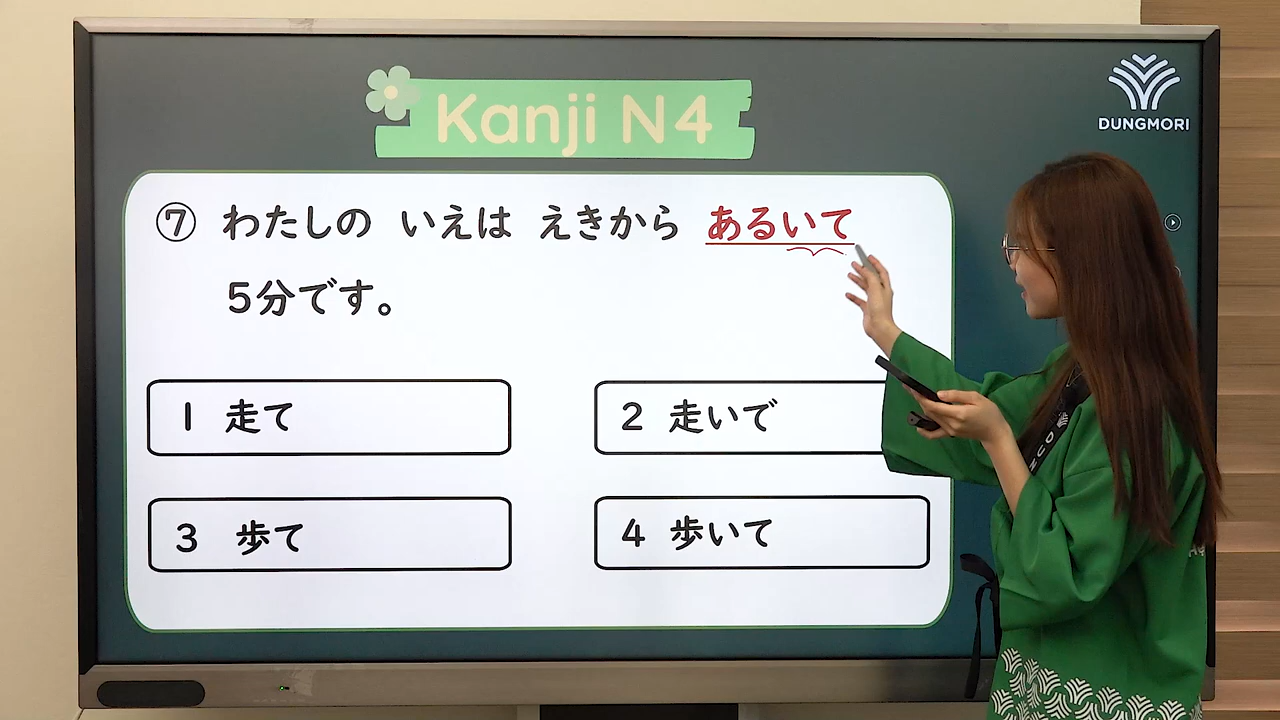 Kanji N4
DUNGMORI
⑦ わたしの いえは えきから あるいて
5分です。
1 走て
2 走いで
3 歩て
4 歩いて